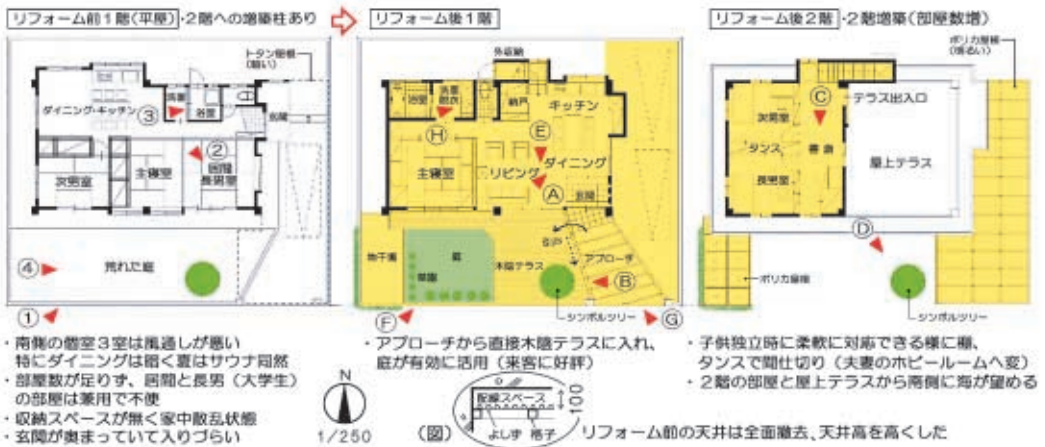 リフォーム前1階(平屋)・2階への増築柱あり
リフォーム後1階
リフォーム後2階・2階増築(部屋数増)
トタン屋根
(暗い)
ダイニング・キッチン
③
洗面
浴室
玄関
②
居間
長男室
主寝室
次男室
④
荒れた庭
①
・南側の個室3室は風通しが悪い
特にダイニングは暗く夏はサウナ同然
・部屋数が足りず、居間と長男(大学生)
の部屋は兼用で不便
・収納スペースが無く家中散乱状態
・玄関が奥まっていて入りづらい
外収納
浴室
洗面
脱衣
納戸
キッチン
H
E
ダイニング
主寝室
リビング
A
玄関
引戸
アプローチ
物干場
庭
菜園
木陰テラス
B
F
シンボルツリー
G
・アプローチから直接木陰テラスに入れ、
庭が有効に活用(来客に好評)
N
1/250
(図)
配線スペース
100
よしず
格子
リフォーム前の天井は全面撤去、天井高を高くした
ポリカ屋根
(明るい)
C
テラス出入口
次男室
タンス
書斎
長男室
屋上テラス
D
ポリカ屋根
シンボルツリー
・子供独立時に柔軟に対応できる様に棚、
タンスで間仕切り(夫妻のホビールームへ変)
・2階の部屋と屋上テラスから南側に海が望める